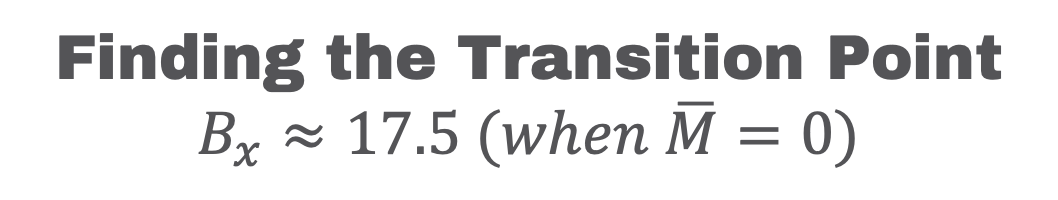 Finding the Transition Point
Bₓ ≈ 17.5 (when M̅ = 0)